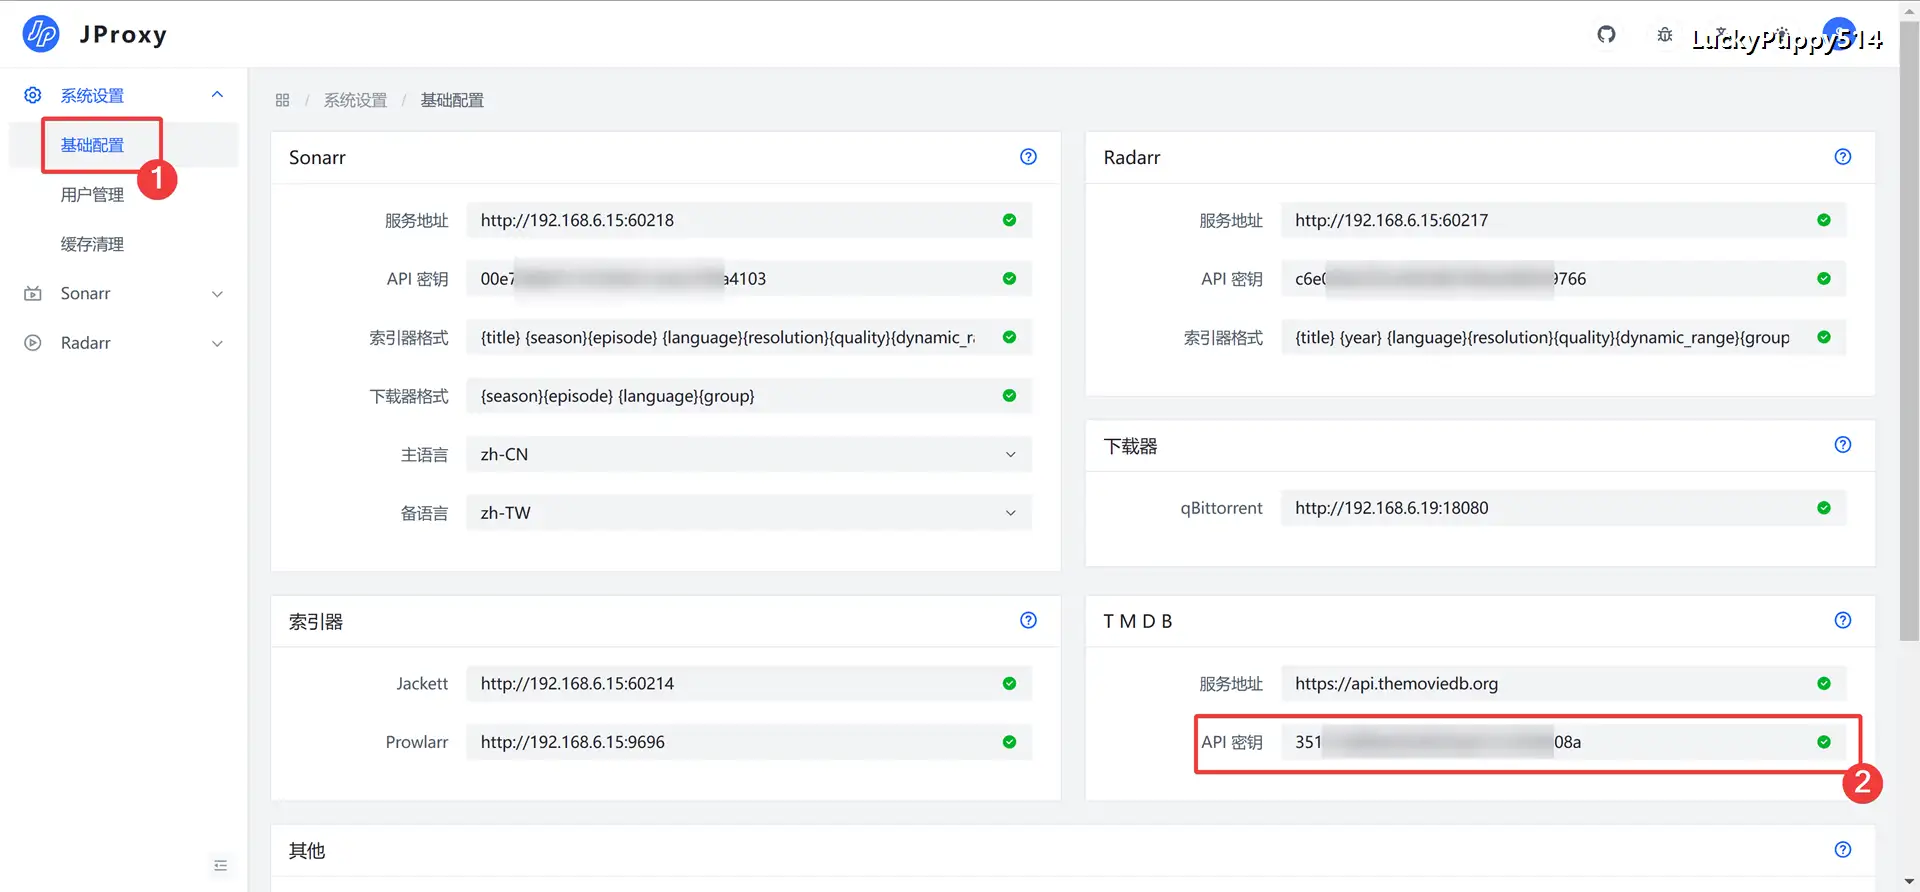 JProxy
LuckyPuppy514
系统设置
基础配置
1
用户管理
缓存清理
Sonarr
Radarr
/ 系统设置 / 基础配置
Sonarr
服务地址 http://192.168.6.15:60218
API 密钥 00e7 a4103
索引器格式 {title} {season}{episode} {language}{resolution}{quality}{dynamic_ra
下载器格式 {season}{episode} {language}{group}
主语言 zh-CN
备语言 zh-TW
Radarr
服务地址 http://192.168.6.15:60217
API 密钥 c6e0 9766
索引器格式 {title} {year} {language}{resolution}{quality}{dynamic_range}{group
下载器
qBittorrent http://192.168.6.19:18080
索引器
Jackett http://192.168.6.15:60214
Prowlarr http://192.168.6.15:9696
T M D B
服务地址 https://api.themoviedb.org
API 密钥 351 08a
2
其他